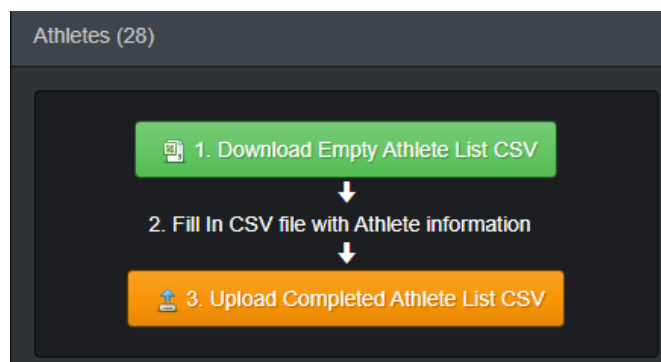 Athletes (28)
1. Download Empty Athlete List CSV
2. Fill In CSV file with Athlete information
3. Upload Completed Athlete List CSV